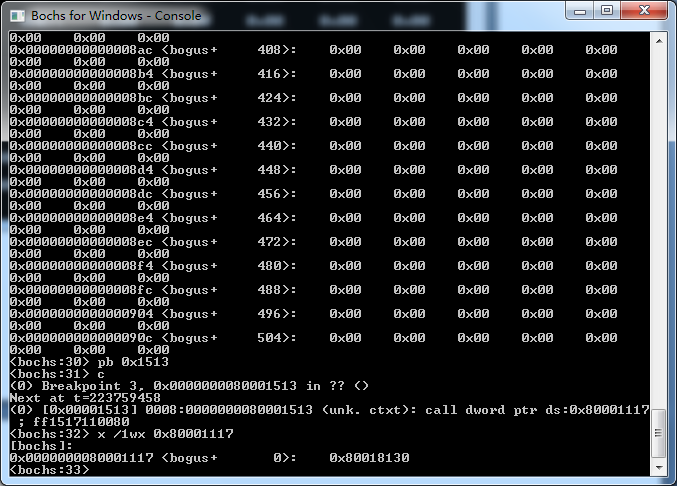 Bochs for Windows - Console
0x00     0x00     0x00
0x00000000000008ac <bogus+     408>:    0x00    0x00    0x00    0x00    0x00
0x00     0x00     0x00
0x00000000000008b4 <bogus+     416>:    0x00    0x00    0x00    0x00    0x00
0x00     0x00     0x00
0x00000000000008bc <bogus+     424>:    0x00    0x00    0x00    0x00    0x00
0x00     0x00     0x00
0x00000000000008c4 <bogus+     432>:    0x00    0x00    0x00    0x00    0x00
0x00     0x00     0x00
0x00000000000008cc <bogus+     440>:    0x00    0x00    0x00    0x00    0x00
0x00     0x00     0x00
0x00000000000008d4 <bogus+     448>:    0x00    0x00    0x00    0x00    0x00
0x00     0x00     0x00
0x00000000000008dc <bogus+     456>:    0x00    0x00    0x00    0x00    0x00
0x00     0x00     0x00
0x00000000000008e4 <bogus+     464>:    0x00    0x00    0x00    0x00    0x00
0x00     0x00     0x00
0x00000000000008ec <bogus+     472>:    0x00    0x00    0x00    0x00    0x00
0x00     0x00     0x00
0x00000000000008f4 <bogus+     480>:    0x00    0x00    0x00    0x00    0x00
0x00     0x00     0x00
0x00000000000008fc <bogus+     488>:    0x00    0x00    0x00    0x00    0x00
0x00     0x00     0x00
0x0000000000000904 <bogus+     496>:    0x00    0x00    0x00    0x00    0x00
0x00     0x00     0x00
0x000000000000090c <bogus+     504>:    0x00    0x00    0x00    0x00    0x00
0x00     0x00     0x00
<bochs:30> pb 0x1513
<bochs:31> c
(0) Breakpoint 3, 0x0000000080001513 in ?? ()
Next at t=223759458
(0) [0x00001513] 0008:0000000080001513 (unk. ctxt): call dword ptr ds:0x80001117
 ; ff1517110080
<bochs:32> x /1wx 0x80001117
[bochs]:
0x0000000080001117 <bogus+       0>:    0x80018130
<bochs:33>